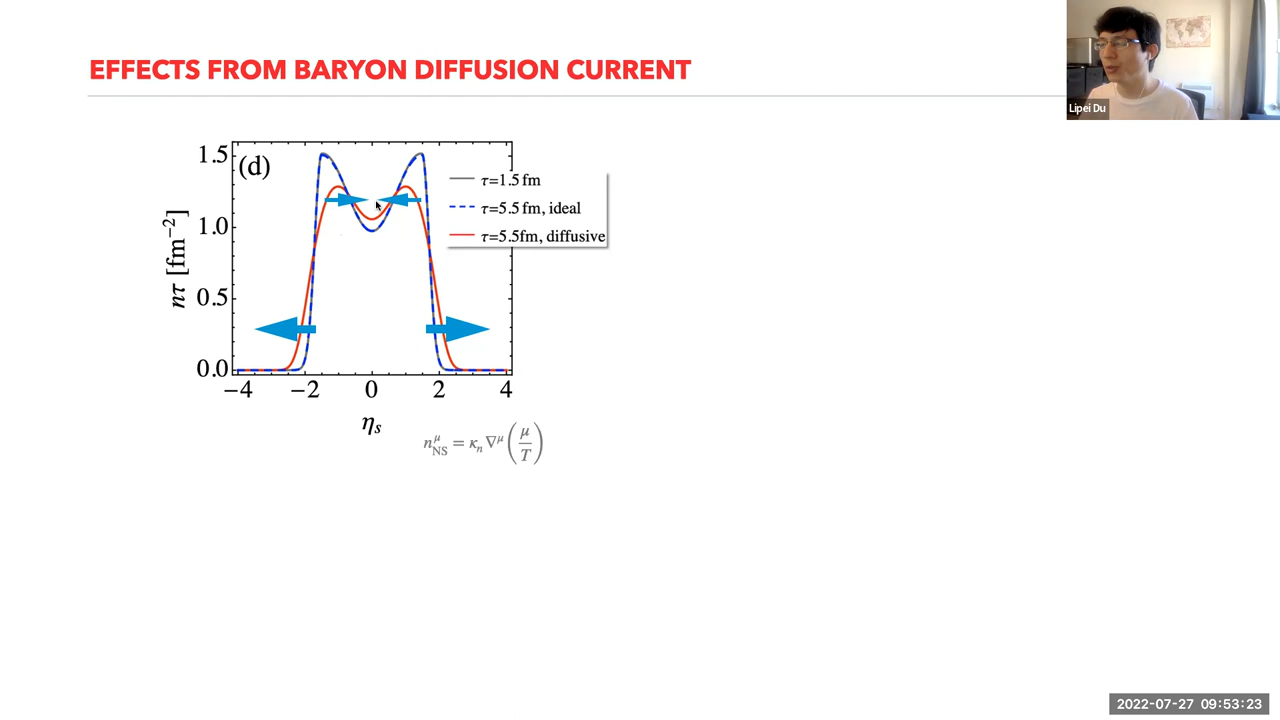 EFFECTS FROM BARYON DIFFUSION CURRENT
Lipei Du
(d)
1.5
1.0
0.5
0.0
nτ [fm⁻²]
−4 −2 0 2 4
ηₛ
τ=1.5 fm
τ=5.5 fm, ideal
τ=5.5fm, diffusive
n^μ_NS = κₙ ∇^μ (μ/T)
2022-07-27 09:53:23